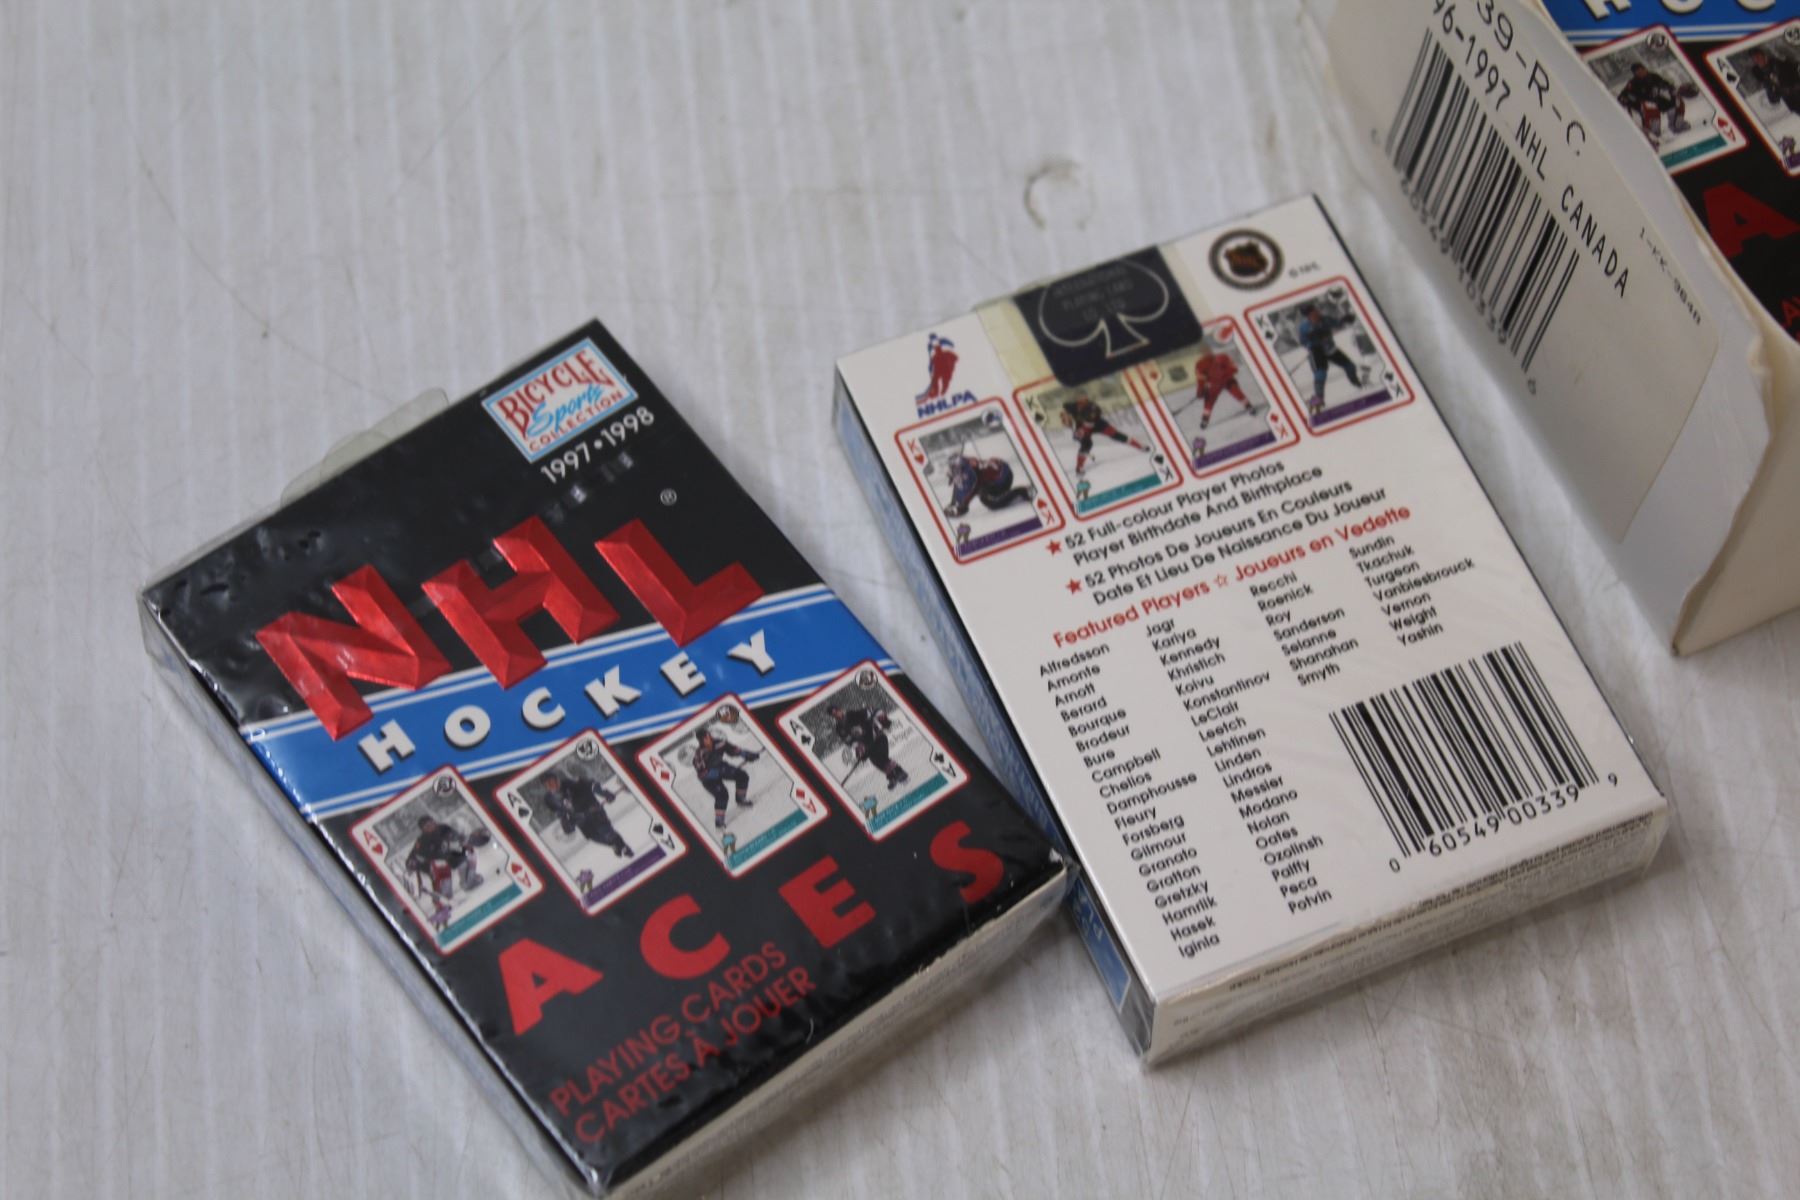 BICYCLE
Sports
COLLECTION
1997•1998
NHL®
HOCKEY
A
A
A
A
A
A
A
A
ACES
PLAYING CARDS
CARTES À JOUER
NHLPA
PLAYING CARD
© NHL
K
K
K
K
K
K
K
★ 52 Full-colour Player Photos
Player Birthdate And Birthplace
★ 52 Photos De Joueurs En Couleurs
Date Et Lieu De Naissance Du Joueur
Featured Players ☆ Joueurs en Vedette
Alfredsson
Amonte
Arnott
Berard
Bourque
Brodeur
Bure
Campbell
Chelios
Damphousse
Fleury
Forsberg
Gilmour
Granato
Gratton
Gretzky
Hamrlik
Hasek
Iginla
Jagr
Kariya
Kennedy
Khristich
Koivu
Konstantinov
LeClair
Leetch
Lehtinen
Linden
Lindros
Messier
Modano
Nolan
Oates
Ozolinsh
Palffy
Peca
Potvin
Recchi
Roenick
Roy
Sanderson
Selanne
Shanahan
Smyth
Sundin
Tkachuk
Turgeon
Vanbiesbrouck
Vernon
Weight
Yashin
0 60549 00339 9
39-R-C
96-1997 NHL CANADA
6
A
A